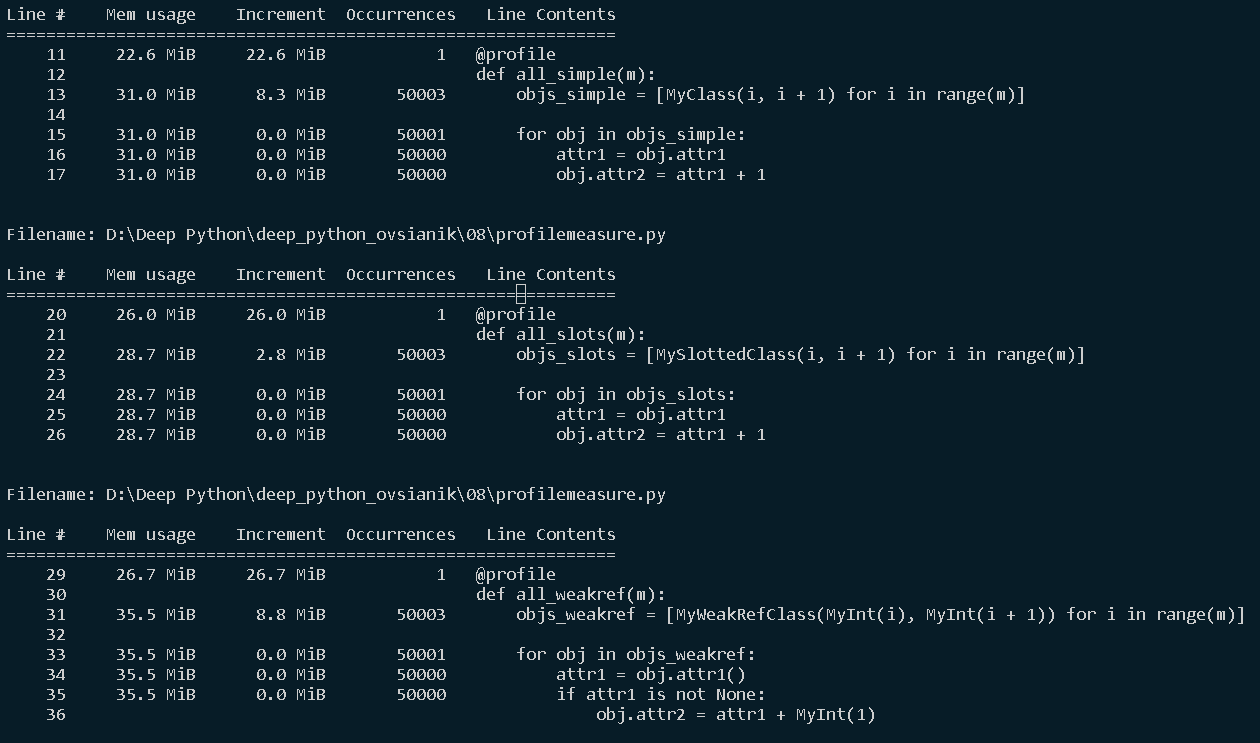 Line #    Mem usage    Increment  Occurrences   Line Contents
=============================================================
    11     22.6 MiB     22.6 MiB           1   @profile
    12                                         def all_simple(m):
    13     31.0 MiB      8.3 MiB       50003       objs_simple = [MyClass(i, i + 1) for i in range(m)]
    14
    15     31.0 MiB      0.0 MiB       50001       for obj in objs_simple:
    16     31.0 MiB      0.0 MiB       50000           attr1 = obj.attr1
    17     31.0 MiB      0.0 MiB       50000           obj.attr2 = attr1 + 1
Filename: D:\Deep Python\deep_python_ovsianik\08\profilemeasure.py
Line #    Mem usage    Increment  Occurrences   Line Contents
=============================================================
    20     26.0 MiB     26.0 MiB           1   @profile
    21                                         def all_slots(m):
    22     28.7 MiB      2.8 MiB       50003       objs_slots = [MySlottedClass(i, i + 1) for i in range(m)]
    23
    24     28.7 MiB      0.0 MiB       50001       for obj in objs_slots:
    25     28.7 MiB      0.0 MiB       50000           attr1 = obj.attr1
    26     28.7 MiB      0.0 MiB       50000           obj.attr2 = attr1 + 1
Filename: D:\Deep Python\deep_python_ovsianik\08\profilemeasure.py
Line #    Mem usage    Increment  Occurrences   Line Contents
=============================================================
    29     26.7 MiB     26.7 MiB           1   @profile
    30                                         def all_weakref(m):
    31     35.5 MiB      8.8 MiB       50003       objs_weakref = [MyWeakRefClass(MyInt(i), MyInt(i + 1)) for i in range(m)]
    32
    33     35.5 MiB      0.0 MiB       50001       for obj in objs_weakref:
    34     35.5 MiB      0.0 MiB       50000           attr1 = obj.attr1()
    35     35.5 MiB      0.0 MiB       50000           if attr1 is not None:
    36                                                     obj.attr2 = attr1 + MyInt(1)